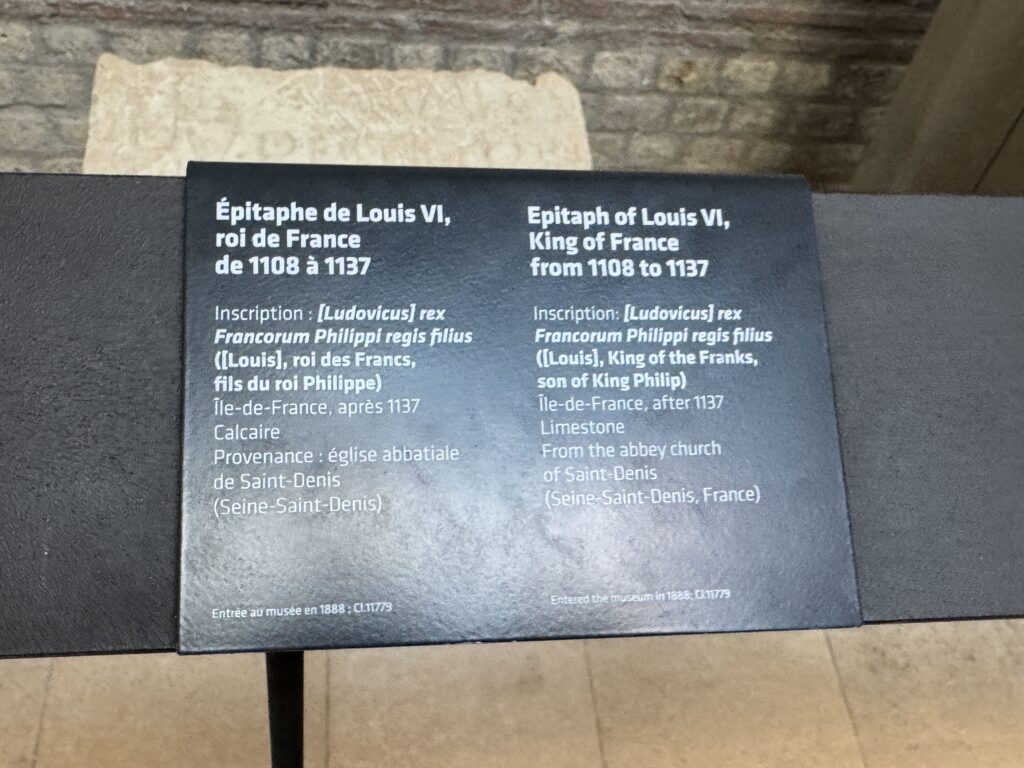 Épitaphe de Louis VI,
roi de France
de 1108 à 1137
Inscription : [Ludovicus] rex
Francorum Philippi regis filius
([Louis], roi des Francs,
fils du roi Philippe)
Île-de-France, après 1137
Calcaire
Provenance : église abbatiale
de Saint-Denis
(Seine-Saint-Denis)
Entrée au musée en 1888 ; Cl.11779
Epitaph of Louis VI,
King of France
from 1108 to 1137
Inscription: [Ludovicus] rex
Francorum Philippi regis filius
([Louis], King of the Franks,
son of King Philip)
Île-de-France, after 1137
Limestone
From the abbey church
of Saint-Denis
(Seine-Saint-Denis, France)
Entered the museum in 1888; Cl.11779